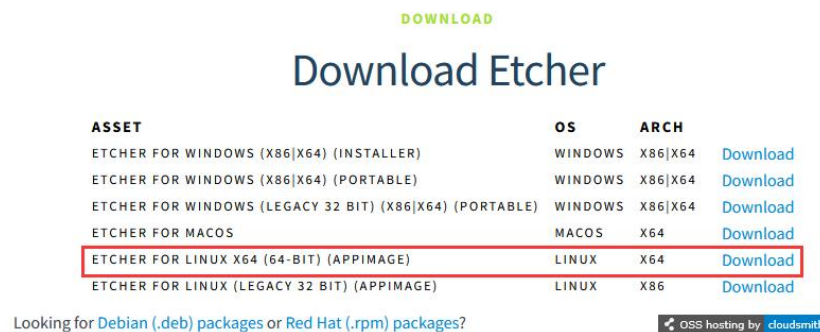 DOWNLOAD
Download Etcher
ASSET OS ARCH
ETCHER FOR WINDOWS (X86|X64) (INSTALLER) WINDOWS X86|X64 Download
ETCHER FOR WINDOWS (X86|X64) (PORTABLE) WINDOWS X86|X64 Download
ETCHER FOR WINDOWS (LEGACY 32 BIT) (X86|X64) (PORTABLE) WINDOWS X86|X64 Download
ETCHER FOR MACOS MACOS X64 Download
ETCHER FOR LINUX X64 (64-BIT) (APPIMAGE) LINUX X64 Download
ETCHER FOR LINUX (LEGACY 32 BIT) (APPIMAGE) LINUX X86 Download
Looking for Debian (.deb) packages or Red Hat (.rpm) packages? OSS hosting by cloudsmith